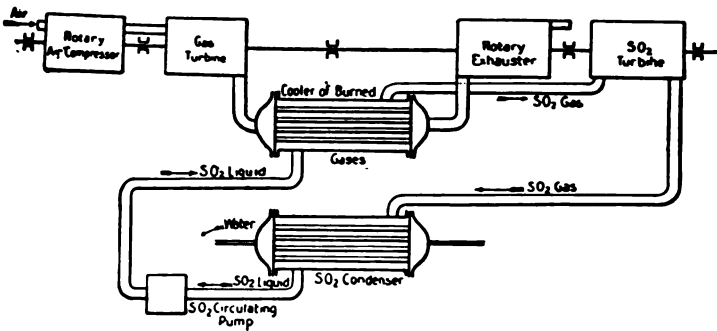 Air
Rotary
Air Compressor
Gas
Turbine
Rotary
Exhauster
SO2
Turbine
Cooler of Burned
Gases
SO2 Gas
SO2 Liquid
SO2 Gas
Water
SO2 Liquid
SO2 Condenser
SO2 Circulating
Pump